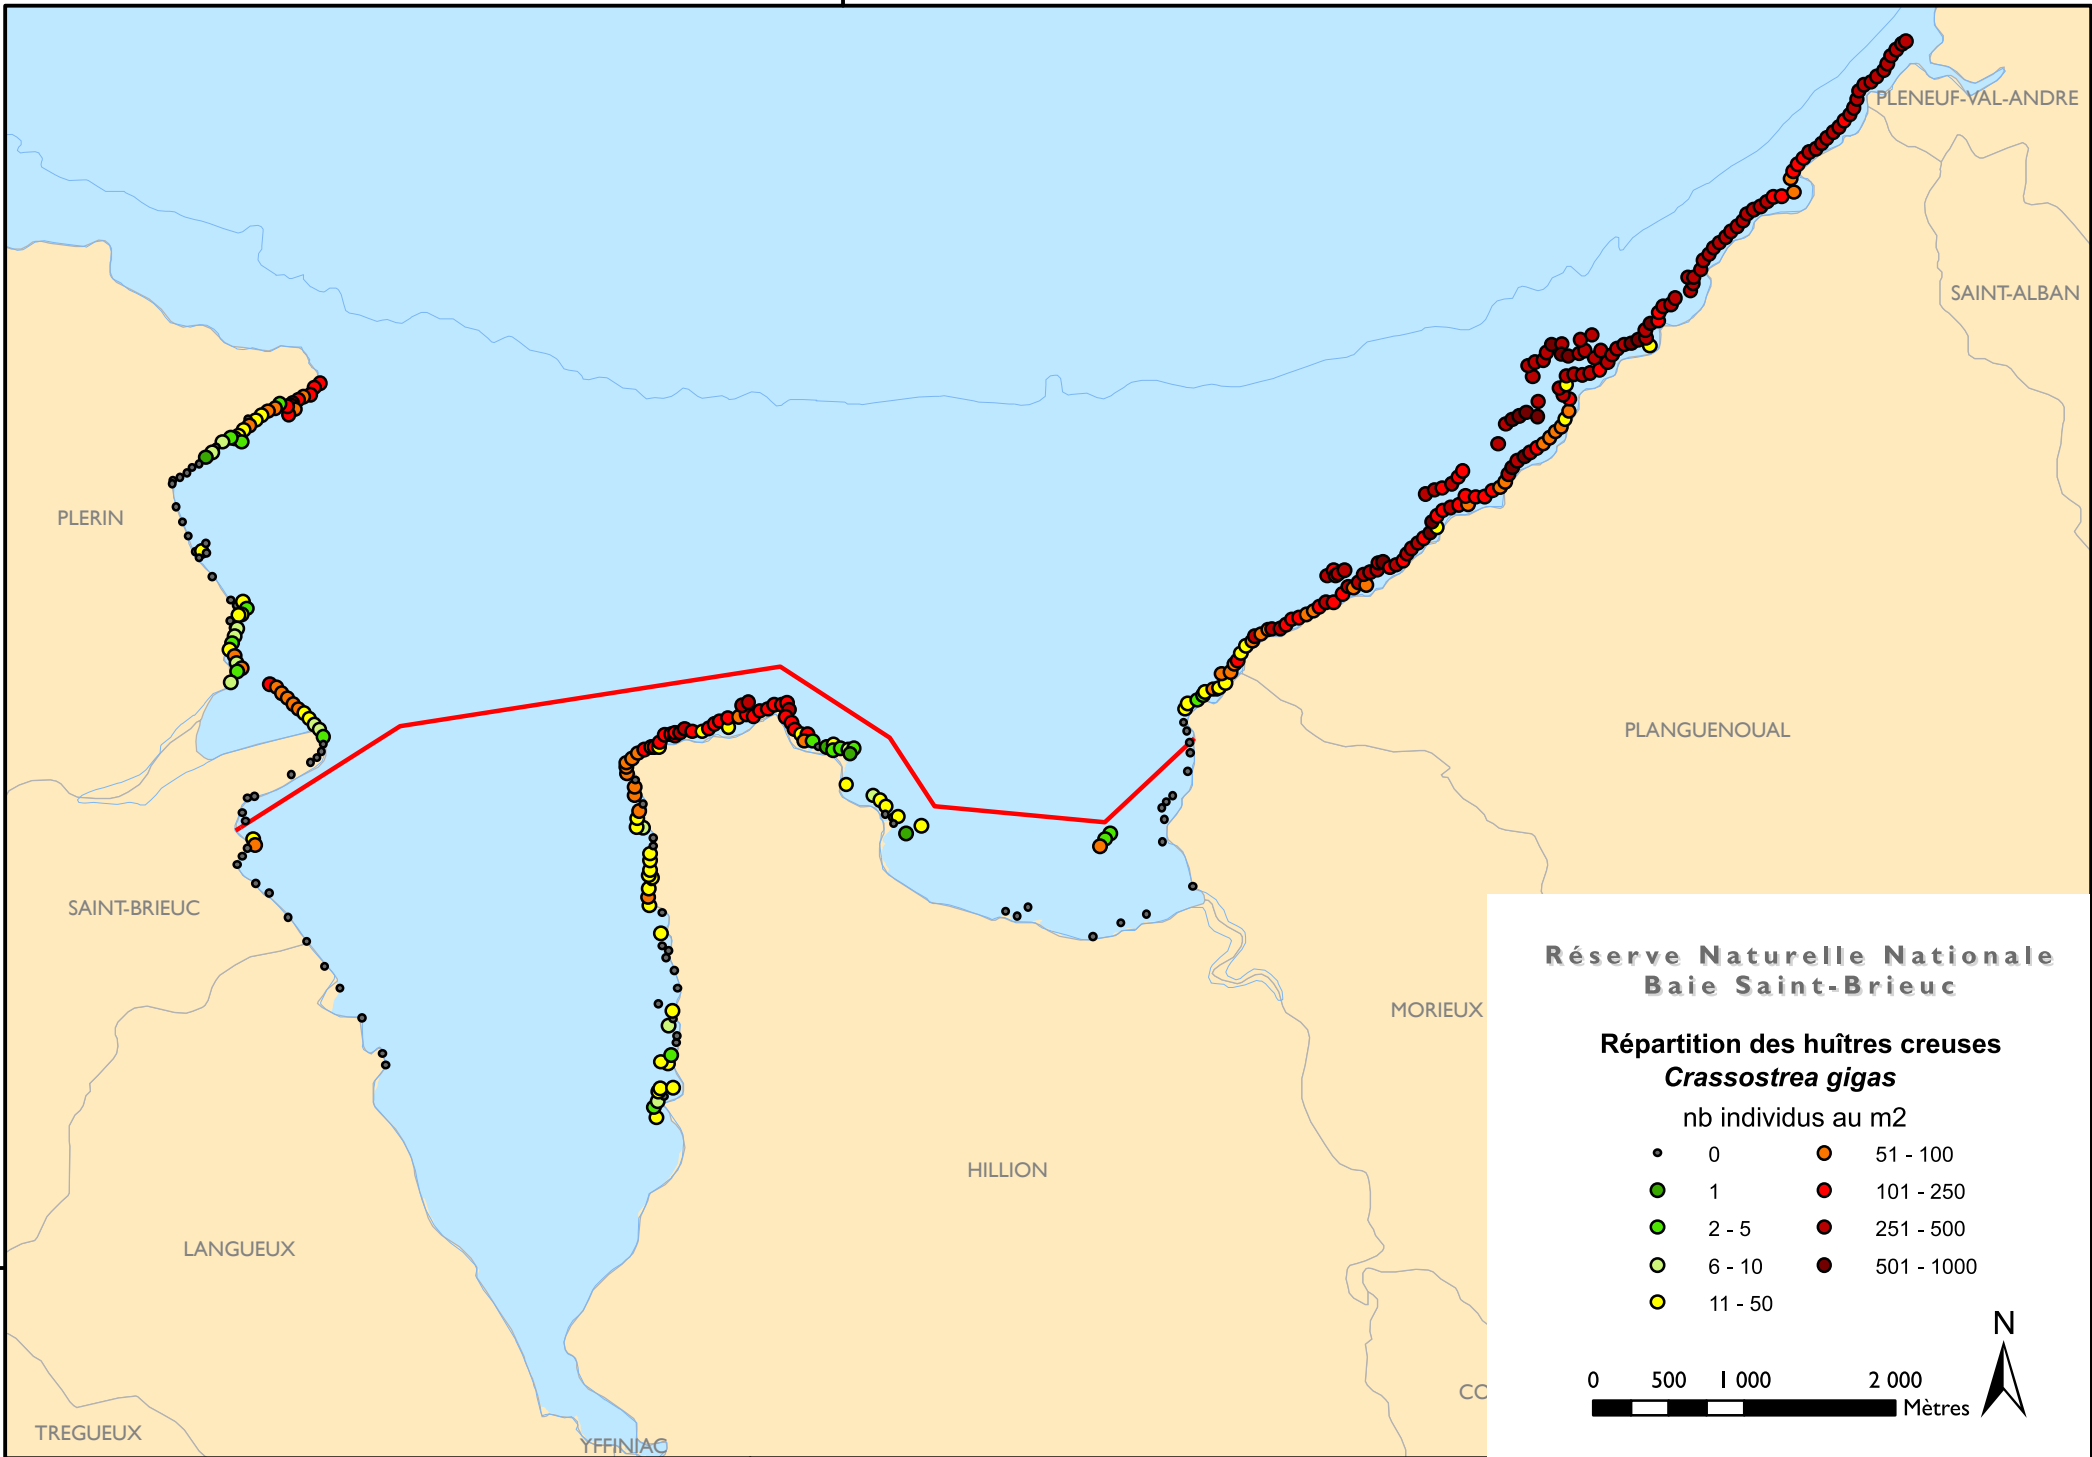 PLENEUF-VAL-ANDRE
SAINT-ALBAN
PLERIN
PLANGUENOUAL
SAINT-BRIEUC
MORIEUX
HILLION
LANGUEUX
CO
TREGUEUX
YFFINIAC
Réserve Naturelle Nationale
Baie Saint-Brieuc
Répartition des huîtres creuses
Crassostrea gigas
nb individus au m2
0 51 - 100
1 101 - 250
2 - 5 251 - 500
6 - 10 501 - 1000
11 - 50
N
0 500 1 000 2 000
Mètres